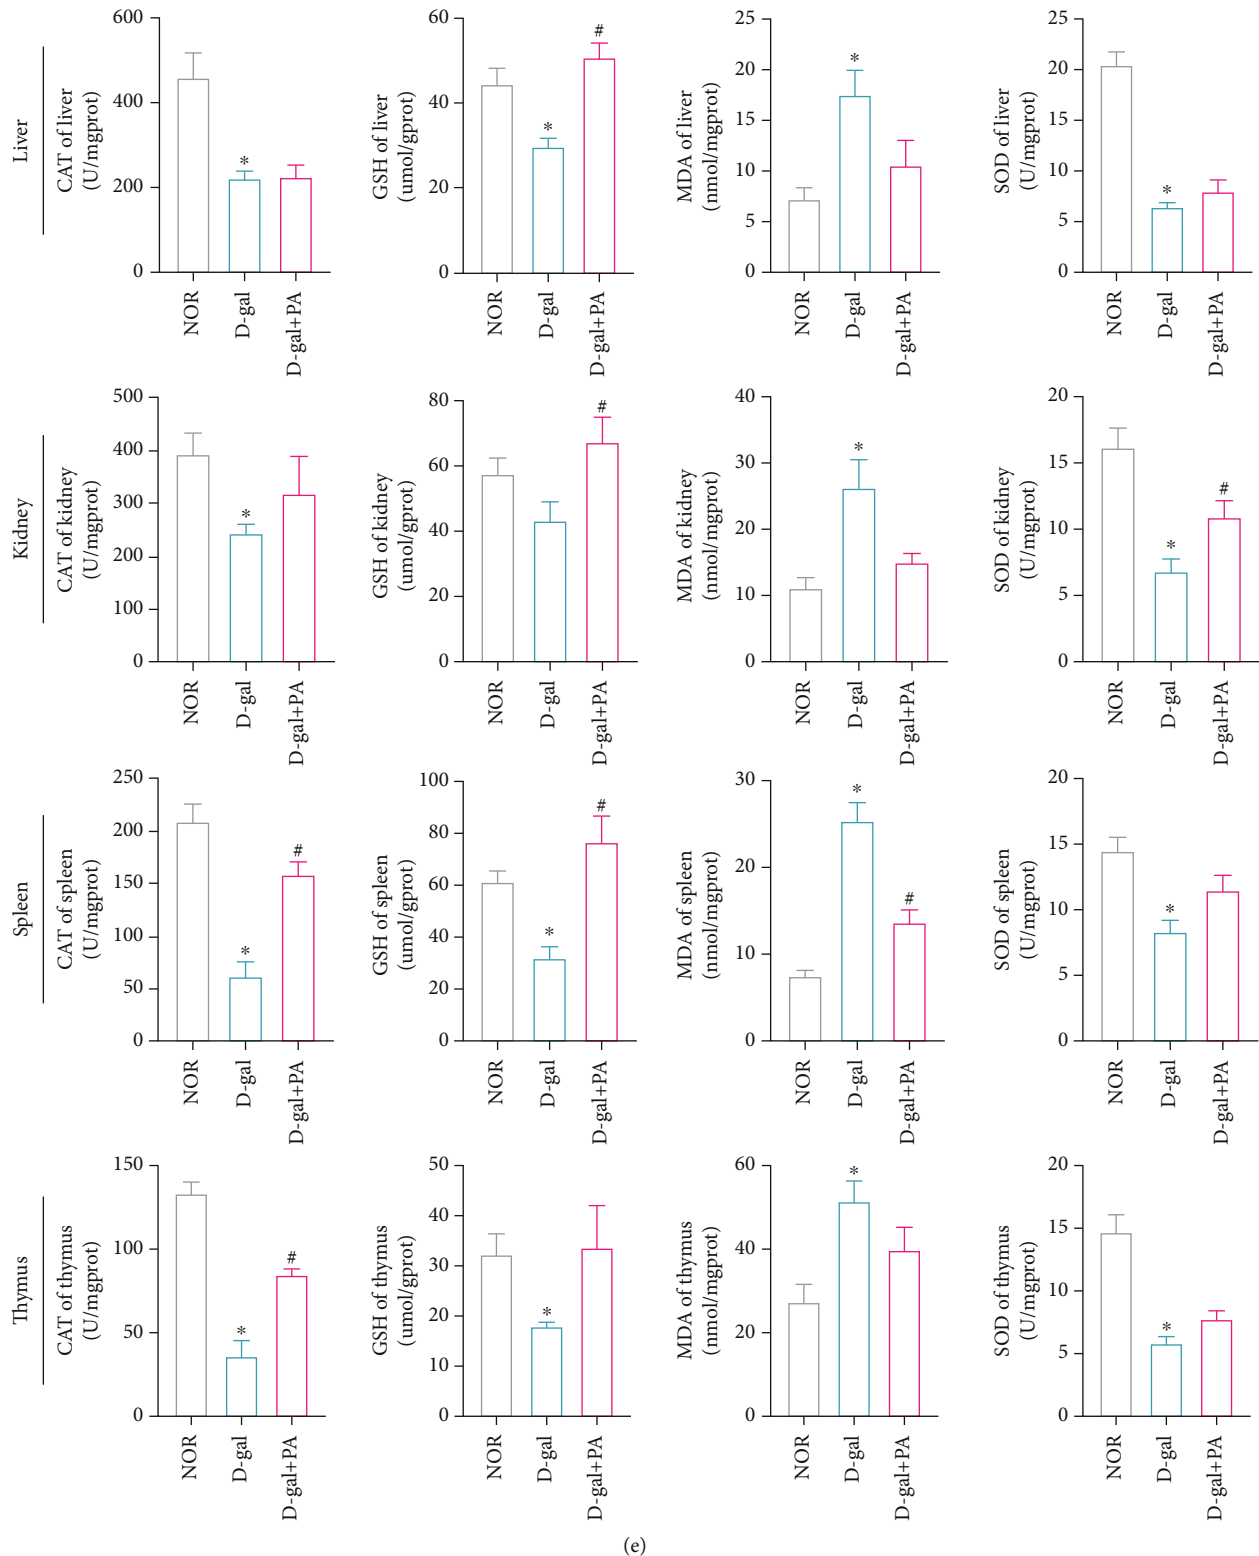 Liver
CAT of liver
(U/mgprot)
600
400
200
0
*
NOR
D-gal
D-gal+PA
GSH of liver
(umol/gprot)
60
40
20
0
*
#
NOR
D-gal
D-gal+PA
MDA of liver
(nmol/mgprot)
25
20
15
10
5
0
*
NOR
D-gal
D-gal+PA
SOD of liver
(U/mgprot)
25
20
15
10
5
0
*
NOR
D-gal
D-gal+PA
Kidney
CAT of kidney
(U/mgprot)
500
400
300
200
100
0
*
NOR
D-gal
D-gal+PA
GSH of kidney
(umol/gprot)
80
60
40
20
0
#
NOR
D-gal
D-gal+PA
MDA of kidney
(nmol/mgprot)
40
30
20
10
0
*
NOR
D-gal
D-gal+PA
SOD of kidney
(U/mgprot)
20
15
10
5
0
*
#
NOR
D-gal
D-gal+PA
Spleen
CAT of spleen
(U/mgprot)
250
200
150
100
50
0
*
#
NOR
D-gal
D-gal+PA
GSH of spleen
(umol/gprot)
100
80
60
40
20
0
*
#
NOR
D-gal
D-gal+PA
MDA of spleen
(nmol/mgprot)
30
20
10
0
*
#
NOR
D-gal
D-gal+PA
SOD of spleen
(U/mgprot)
20
15
10
5
0
*
NOR
D-gal
D-gal+PA
Thymus
CAT of thymus
(U/mgprot)
150
100
50
0
*
#
NOR
D-gal
D-gal+PA
GSH of thymus
(umol/gprot)
50
40
30
20
10
0
*
NOR
D-gal
D-gal+PA
MDA of thymus
(nmol/mgprot)
60
40
20
0
*
NOR
D-gal
D-gal+PA
SOD of thymus
(U/mgprot)
20
15
10
5
0
*
NOR
D-gal
D-gal+PA
(e)